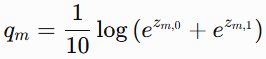 q_m = \frac{1}{10} \log \left( e^{z_{m,0}} + e^{z_{m,1}} \right)